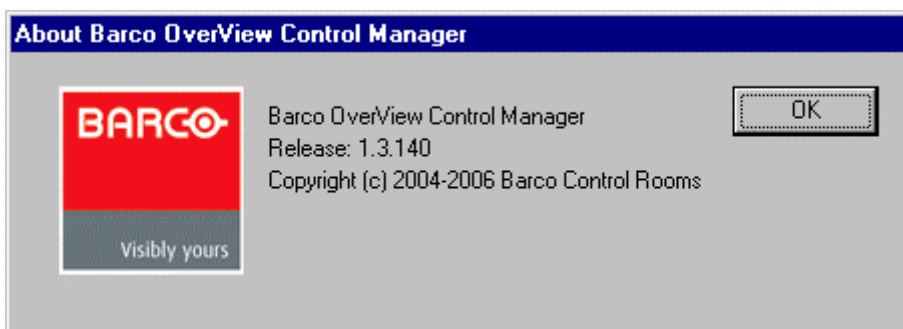 About Barco OverView Control Manager
BARCO
Visibly yours
Barco OverView Control Manager
Release: 1.3.140
Copyright (c) 2004-2006 Barco Control Rooms
OK